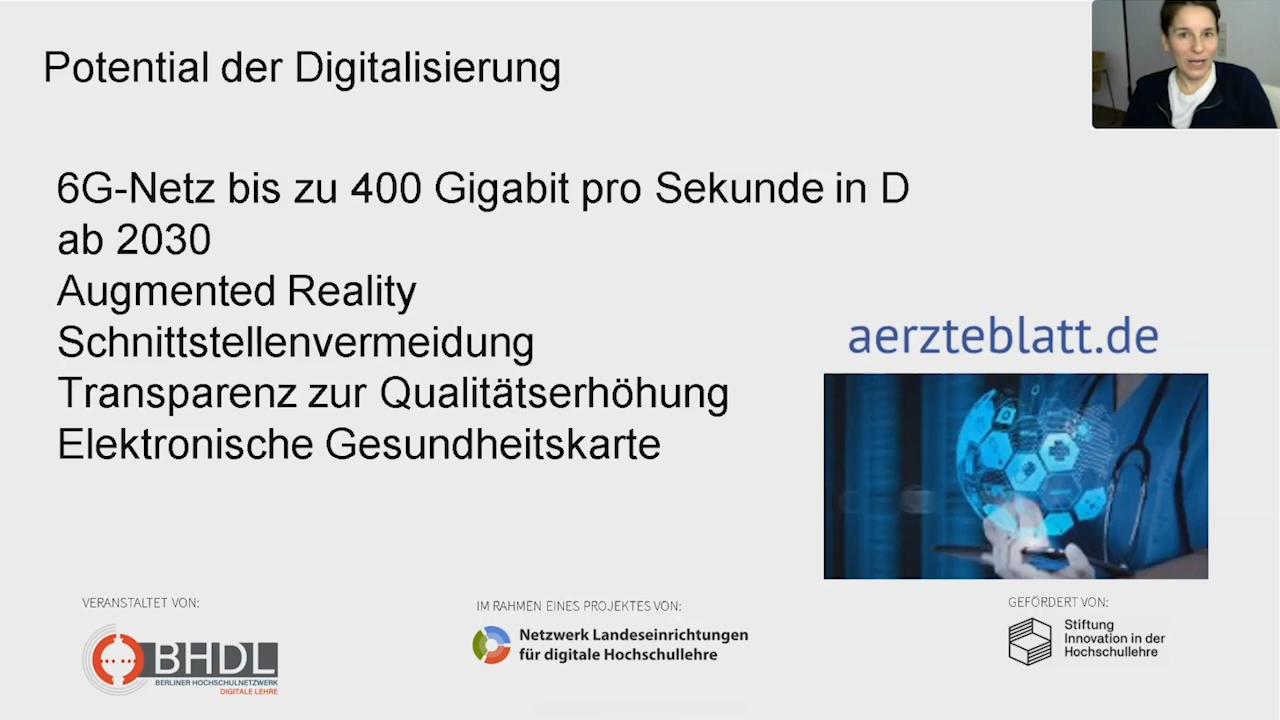 Potential der Digitalisierung
6G-Netz bis zu 400 Gigabit pro Sekunde in D
ab 2030
Augmented Reality
Schnittstellenvermeidung
Transparenz zur Qualitätserhöhung
Elektronische Gesundheitskarte
aerzteblatt.de
VERANSTALTET VON:
BHDL
BERLINER HOCHSCHULNETZWERK
DIGITALE LEHRE
IM RAHMEN EINES PROJEKTES VON:
Netzwerk Landeseinrichtungen
für digitale Hochschullehre
GEFÖRDERT VON:
Stiftung
Innovation in der
Hochschullehre